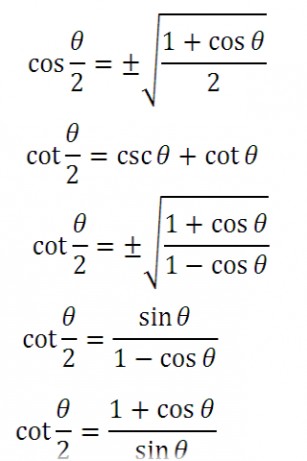 cos θ/2 = ± √((1 + cos θ)/2)
cot θ/2 = csc θ + cot θ
cot θ/2 = ± √((1 + cos θ)/(1 − cos θ))
cot θ/2 = sin θ/(1 − cos θ)
cot θ/2 = (1 + cos θ)/sin θ